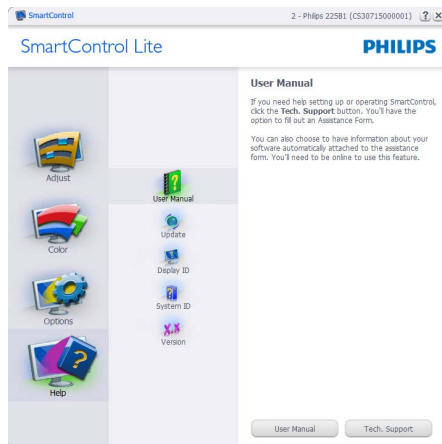 SmartControl
2 - Philips 225B1 (CS30715000001)
SmartControl Lite
PHILIPS
Adjust
Color
Options
Help
User Manual
Update
Display ID
System ID
Version
User Manual
If you need help setting up or operating SmartControl,
click the Tech. Support button. You'll have the
option to fill out an Assistance Form.
You can also choose to have information about your
software automatically attached to the assistance
form. You'll need to be online to use this feature.
User Manual
Tech. Support